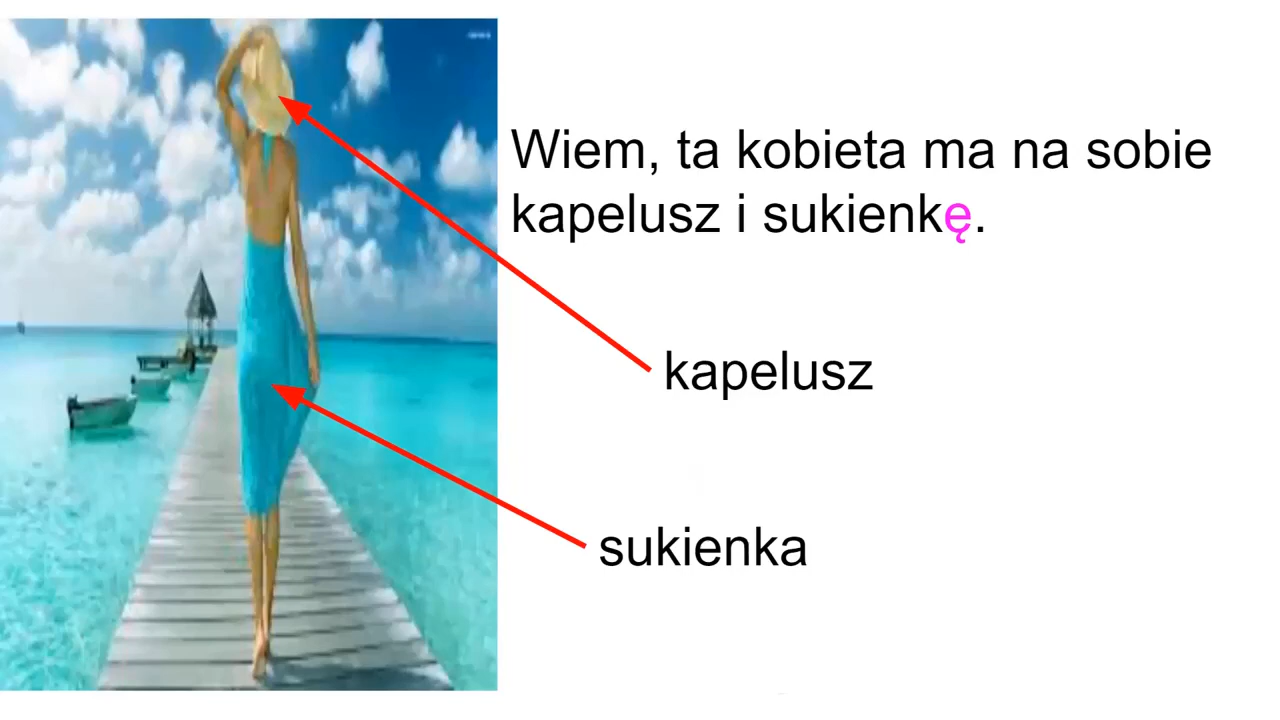 Wiem, ta kobieta ma na sobie
kapelusz i sukienkę.
kapelusz
sukienka